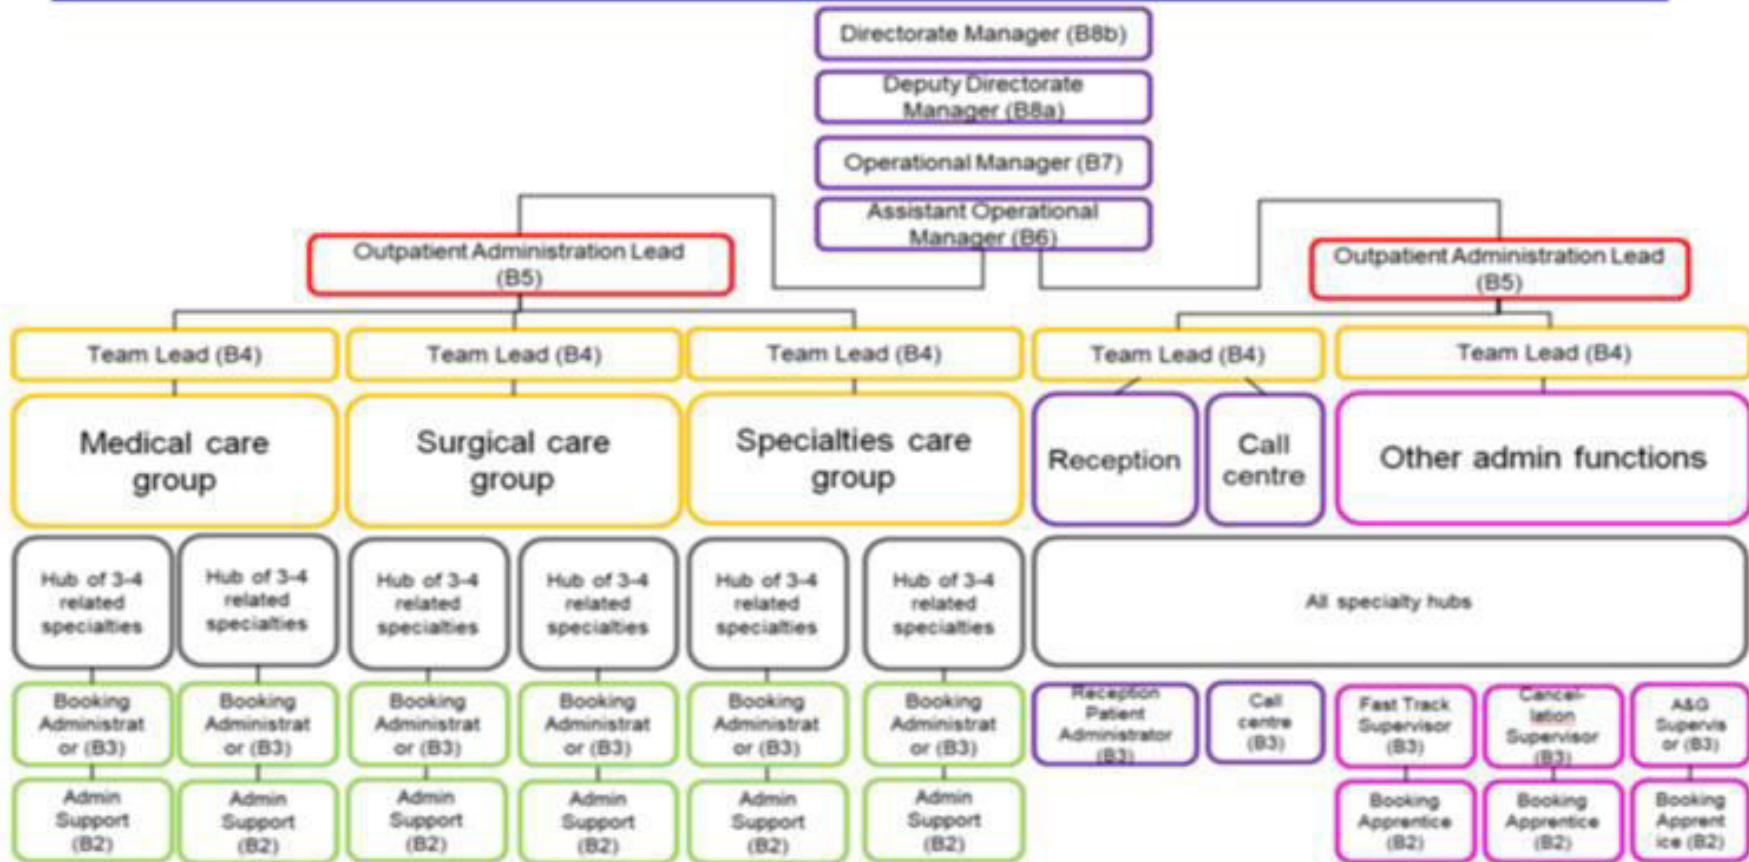 Directorate Manager (B8b)
Deputy Directorate
Manager (B8a)
Operational Manager (B7)
Assistant Operational
Manager (B6)
Outpatient Administration Lead
(B5)
Outpatient Administration Lead
(B5)
Team Lead (B4)
Team Lead (B4)
Team Lead (B4)
Team Lead (B4)
Team Lead (B4)
Medical care
group
Surgical care
group
Specialties care
group
Reception
Call
centre
Other admin functions
Hub of 3-4
related
specialties
Hub of 3-4
related
specialties
Hub of 3-4
related
specialties
Hub of 3-4
related
specialties
Hub of 3-4
related
specialties
Hub of 3-4
related
specialties
All specialty hubs
Booking
Administrat
or (B3)
Booking
Administrat
or (B3)
Booking
Administrat
or (B3)
Booking
Administrat
or (B3)
Booking
Administrat
or (B3)
Booking
Administrat
or (B3)
Reception
Patient
Administrator
(B3)
Call
centre
(B3)
Fast Track
Supervisor
(B3)
Cancel-
lation
Supervisor
(B3)
A&G
Supervis
or (B3)
Admin
Support
(B2)
Admin
Support
(B2)
Admin
Support
(B2)
Admin
Support
(B2)
Admin
Support
(B2)
Admin
Support
(B2)
Booking
Apprentice
(B2)
Booking
Apprentice
(B2)
Booking
Apprent
ice (B2)